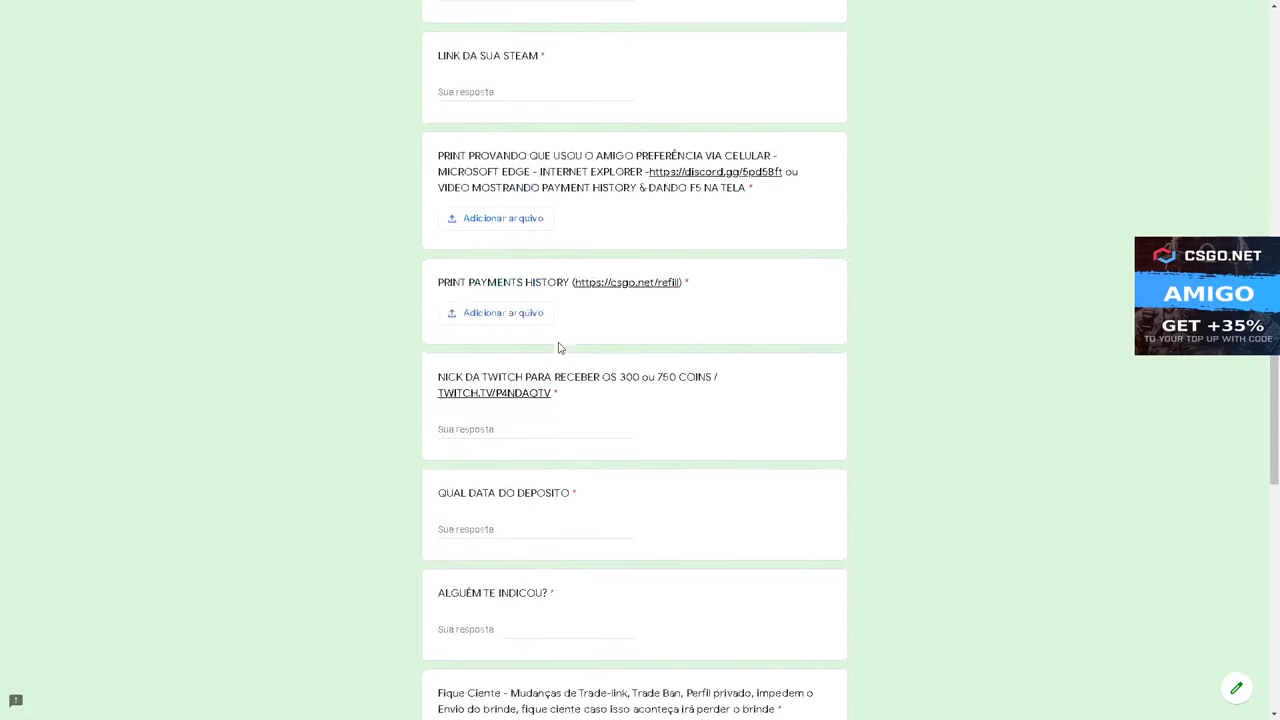 LINK DA SUA STEAM *
Sua resposta
PRINT PROVANDO QUE USOU O AMIGO PREFERÊNCIA VIA CELULAR -
MICROSOFT EDGE - INTERNET EXPLORER -https://discord.gg/5pd58ft ou
VIDEO MOSTRANDO PAYMENT HISTORY & DANDO F5 NA TELA *
Adicionar arquivo
PRINT PAYMENTS HISTORY (https://csgo.net/refill) *
Adicionar arquivo
CSGO.NET
AMIGO
GET +35%
TO YOUR TOP UP WITH CODE
NICK DA TWITCH PARA RECEBER OS 300 ou 750 COINS /
TWITCH.TV/P4NDAOTV *
Sua resposta
QUAL DATA DO DEPOSITO *
Sua resposta
ALGUÉM TE INDICOU? *
Sua resposta
Fique Ciente - Mudanças de Trade-link, Trade Ban, Perfil privado, impedem o
Envio do brinde, fique ciente caso isso aconteça irá perder o brinde *